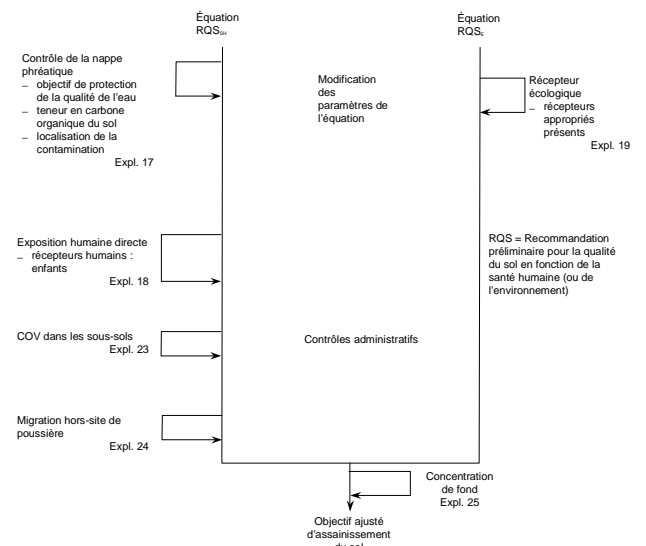 Équation
RQS_SH
Équation
RQS_E
Contrôle de la nappe
phréatique
– objectif de protection
de la qualité de l'eau
– teneur en carbone
organique du sol
– localisation de la
contamination
Expl. 17
Modification
des
paramètres de
l'équation
Récepteur
écologique
– récepteurs
appropriés
présents
Expl. 19
Exposition humaine directe
– récepteurs humains :
enfants
Expl. 18
RQS = Recommandation
préliminaire pour la qualité
du sol en fonction de la
santé humaine (ou de
l'environnement)
COV dans les sous-sols
Expl. 23
Contrôles administratifs
Migration hors-site de
poussière
Expl. 24
Concentration
de fond
Expl. 25
Objectif ajusté
d'assainissement
du sol